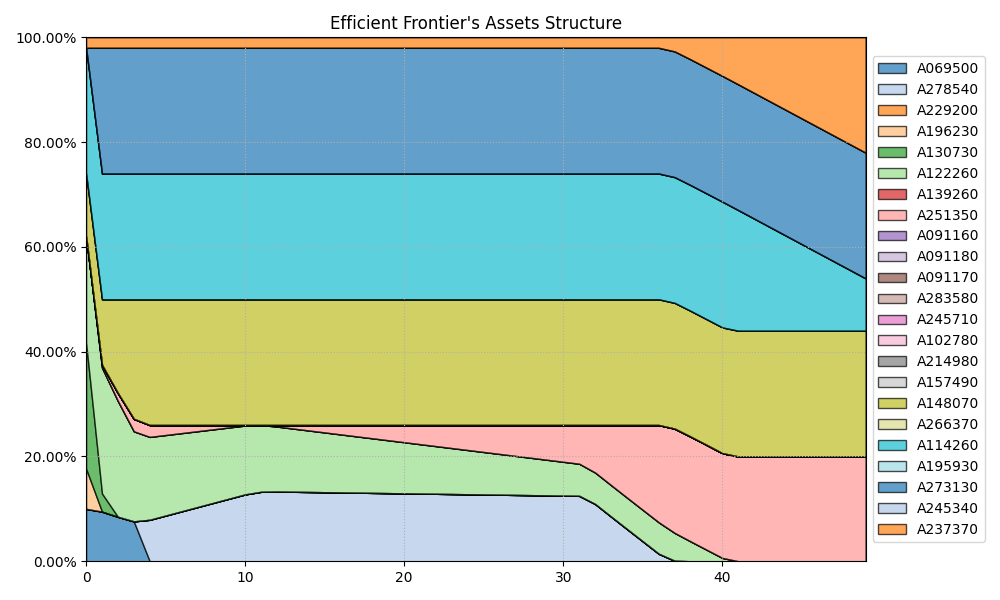 Efficient Frontier's Assets Structure
100.00%
80.00%
60.00%
40.00%
20.00%
0.00%
0
10
20
30
40
A069500
A278540
A229200
A196230
A130730
A122260
A139260
A251350
A091160
A091180
A091170
A283580
A245710
A102780
A214980
A157490
A148070
A266370
A114260
A195930
A273130
A245340
A237370